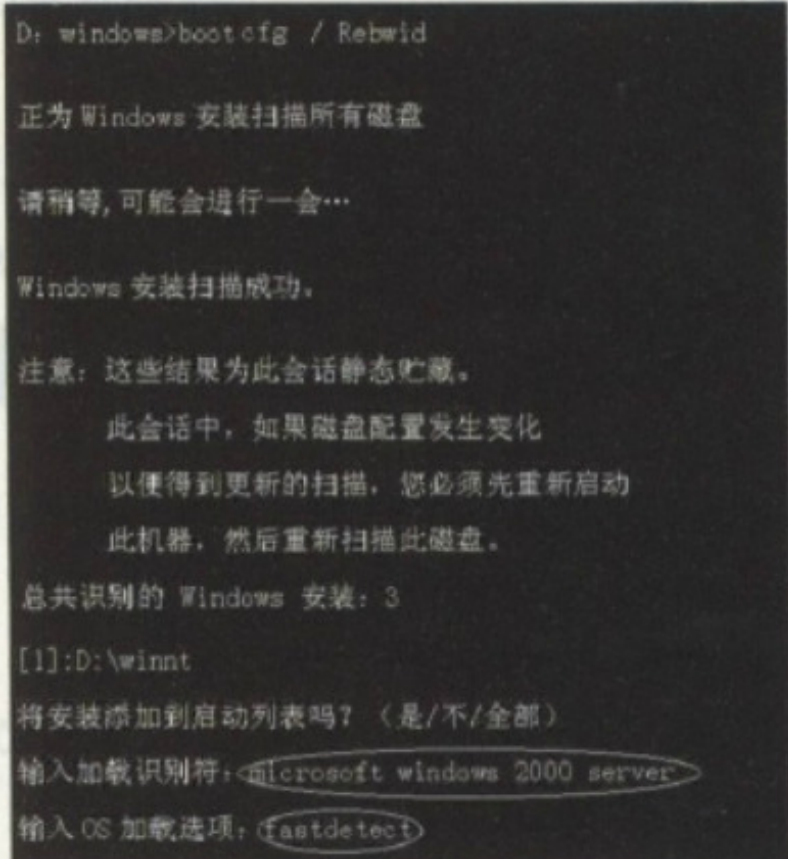 D: windows>bootcfg / Rebwid
正为 Windows 安装扫描所有磁盘
请稍等,可能会进行一会…
Windows 安装扫描成功。
注意: 这些结果为此会话静态贮藏。
此会话中, 如果磁盘配置发生变化
以便得到更新的扫描, 您必须先重新启动
此机器, 然后重新扫描此磁盘。
总共识别的 Windows 安装: 3
[1]:D:\winnt
将安装添加到启动列表吗? (是/不/全部)
输入加载识别符: microsoft windows 2000 server
输入 OS 加载选项: fastdetect